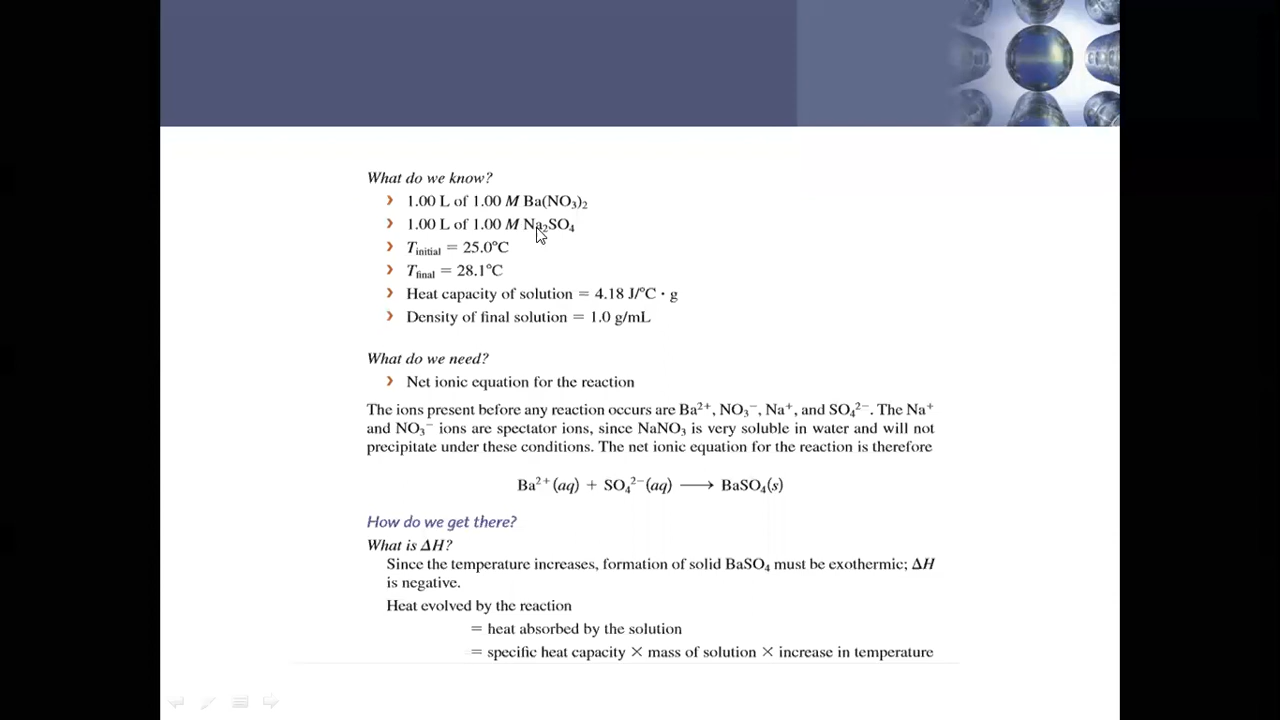 What do we know?
› 1.00 L of 1.00 M Ba(NO₃)₂
› 1.00 L of 1.00 M Na₂SO₄
› T_initial = 25.0°C
› T_final = 28.1°C
› Heat capacity of solution = 4.18 J/°C · g
› Density of final solution = 1.0 g/mL
What do we need?
› Net ionic equation for the reaction
The ions present before any reaction occurs are Ba²⁺, NO₃⁻, Na⁺, and SO₄²⁻. The Na⁺
and NO₃⁻ ions are spectator ions, since NaNO₃ is very soluble in water and will not
precipitate under these conditions. The net ionic equation for the reaction is therefore
Ba²⁺(aq) + SO₄²⁻(aq) ⟶ BaSO₄(s)
How do we get there?
What is ΔH?
Since the temperature increases, formation of solid BaSO₄ must be exothermic; ΔH
is negative.
Heat evolved by the reaction
= heat absorbed by the solution
= specific heat capacity × mass of solution × increase in temperature